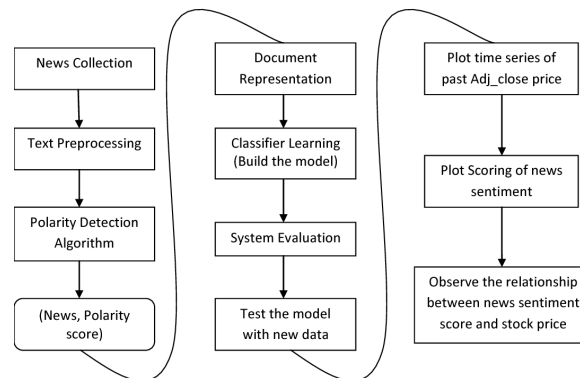 News Collection
Text Preprocessing
Polarity Detection
Algorithm
(News, Polarity
score)
Document
Representation
Classifier Learning
(Build the model)
System Evaluation
Test the model
with new data
Plot time series of
past Adj_close price
Plot Scoring of news
sentiment
Observe the relationship
between news sentiment
score and stock price